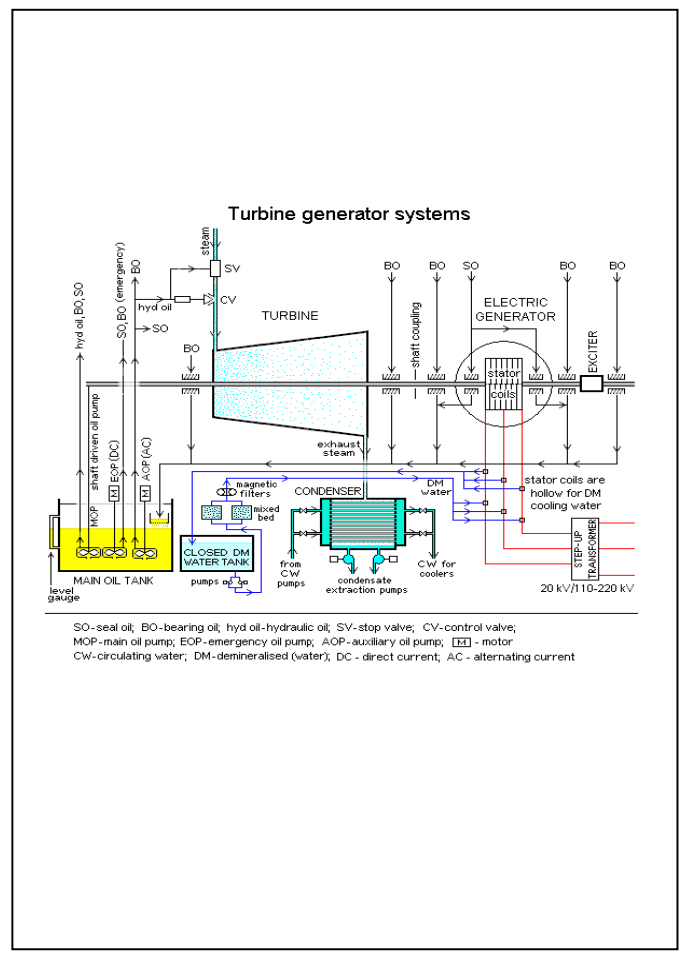 Turbine generator systems
steam
SV
CV
hyd oil
SO
BO
SO, BO (emergency)
hyd oil, BO, SO
BO
TURBINE
BO
BO
SO
BO
BO
shaft coupling
ELECTRIC
GENERATOR
EXCITER
stator
coils
shaft driven oil pump
MOP
EOP(DC)
AOP(AC)
M
M
exhaust
steam
magnetic
filters
mixed
bed
CONDENSER
DM
water
stator coils are
hollow for DM
cooling water
CLOSED DM
WATER TANK
pumps
from
CW
pumps
condensate
extraction pumps
CW for
coolers
STEP-UP
TRANSFORMER
20 kV/110-220 kV
MAIN OIL TANK
level
gauge
SO-seal oil; BO-bearing oil; hyd oil-hydraulic oil; SV-stop valve; CV-control valve;
MOP-main oil pump; EOP-emergency oil pump; AOP-auxiliary oil pump; M - motor
CW-circulating water; DM-demineralised (water); DC - direct current; AC - alternating current